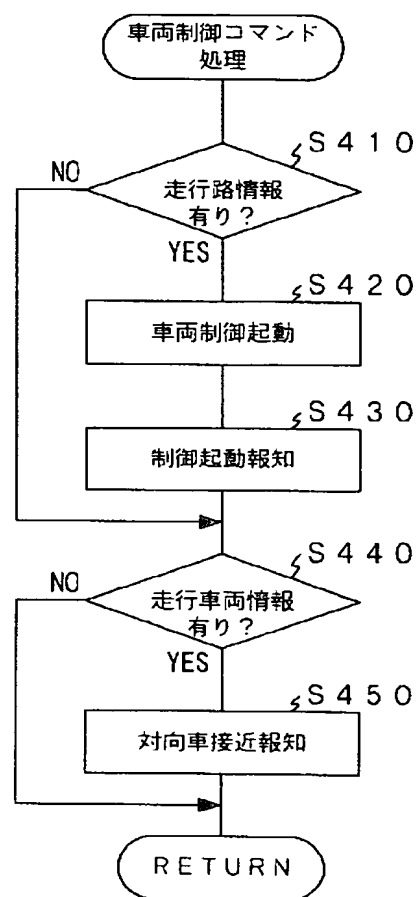 車両制御コマンド
処理
S410
走行路情報
有り?
NO
YES
S420
車両制御起動
S430
制御起動報知
S440
走行車両情報
有り?
NO
YES
S450
対向車接近報知
RETURN